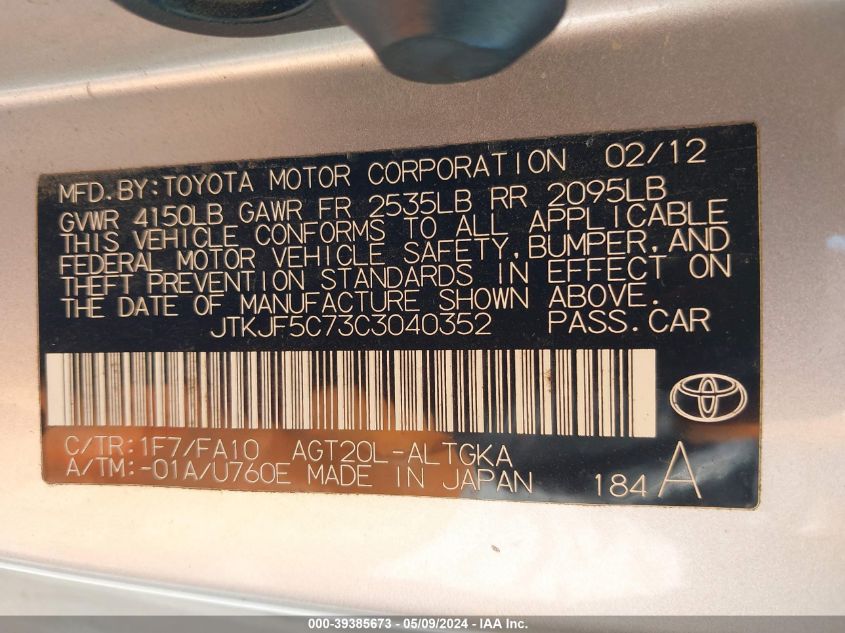 MFD.BY:TOYOTA MOTOR CORPORATION 02/12
GVWR 4150LB GAWR FR 2535LB RR 2095LB
THIS VEHICLE CONFORMS TO ALL APPLICABLE
FEDERAL MOTOR VEHICLE SAFETY,BUMPER,AND
THEFT PREVENTION STANDARDS IN EFFECT ON
THE DATE OF MANUFACTURE SHOWN ABOVE.
JTKJF5C73C3040352 PASS.CAR
C/TR:1F7/FA10 AGT20L-ALTGKA
A/TM:-01A/U760E MADE IN JAPAN 184 A
000-39385673 - 05/09/2024 - IAA Inc.